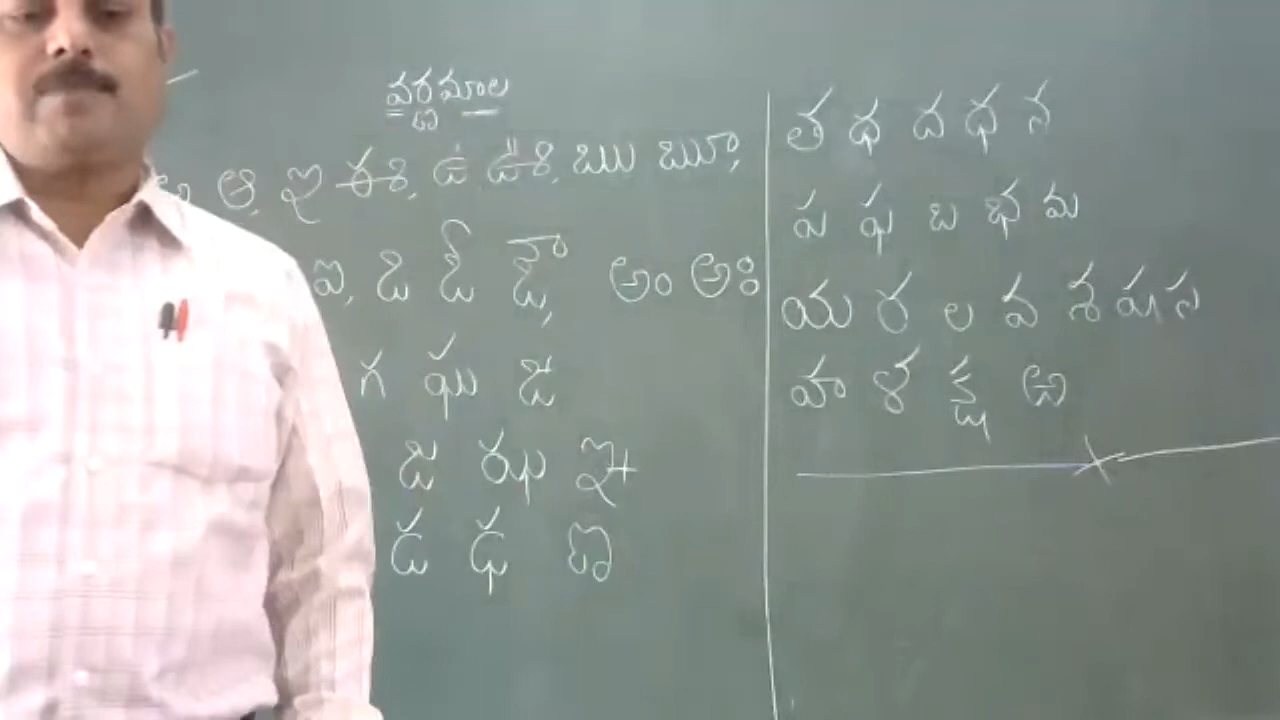 వర్ణమాల
ఆ, ఇ ఈ, ఉ ఊ, ఋ ౠ,
ఐ, ఒ ఓ ఔ, అం అః
గ ఘ ఙ
జ ఝ ఞ
డ ఢ ణ
త థ ద ధ న
ప ఫ బ భ మ
య ర ల వ శ ష స
హ ళ క్ష ఱ